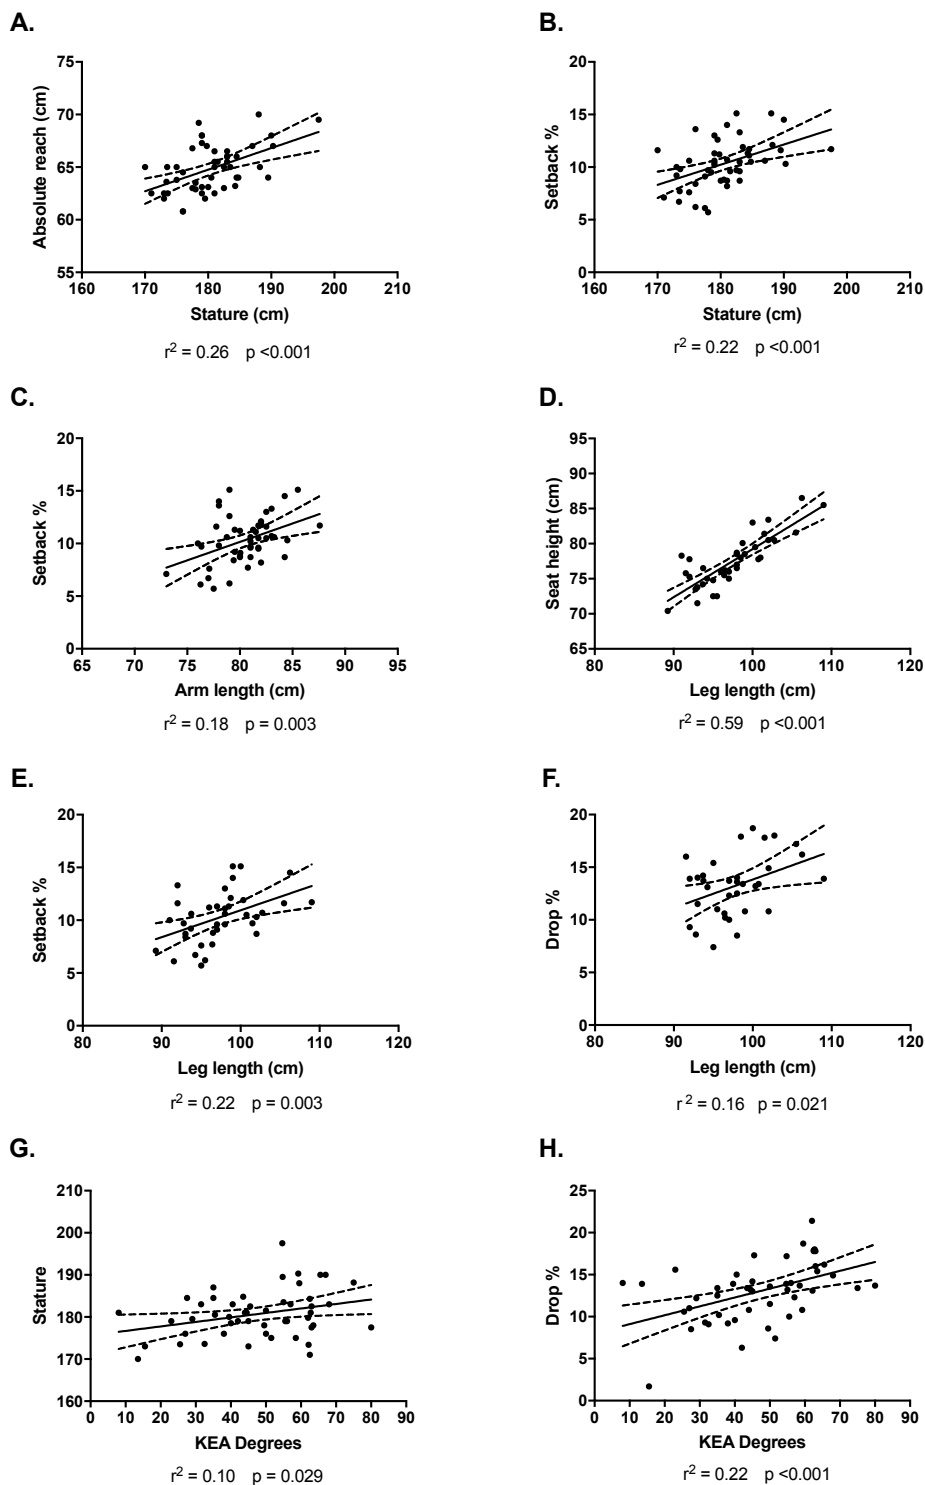 A.
75
70
65
60
55
Absolute reach (cm)
160 170 180 190 200 210
Stature (cm)
r² = 0.26 p <0.001
B.
20
15
10
5
0
Setback %
160 170 180 190 200 210
Stature (cm)
r² = 0.22 p <0.001
C.
20
15
10
5
0
Setback %
65 70 75 80 85 90 95
Arm length (cm)
r² = 0.18 p = 0.003
D.
95
90
85
80
75
70
65
Seat height (cm)
80 90 100 110 120
Leg length (cm)
r² = 0.59 p <0.001
E.
20
15
10
5
0
Setback %
80 90 100 110 120
Leg length (cm)
r² = 0.22 p = 0.003
F.
20
15
10
5
0
Drop %
80 90 100 110 120
Leg length (cm)
r ² = 0.16 p = 0.021
G.
210
200
190
180
170
160
Stature
0 10 20 30 40 50 60 70 80 90
KEA Degrees
r² = 0.10 p = 0.029
H.
25
20
15
10
5
0
Drop %
0 10 20 30 40 50 60 70 80 90
KEA Degrees
r² = 0.22 p <0.001